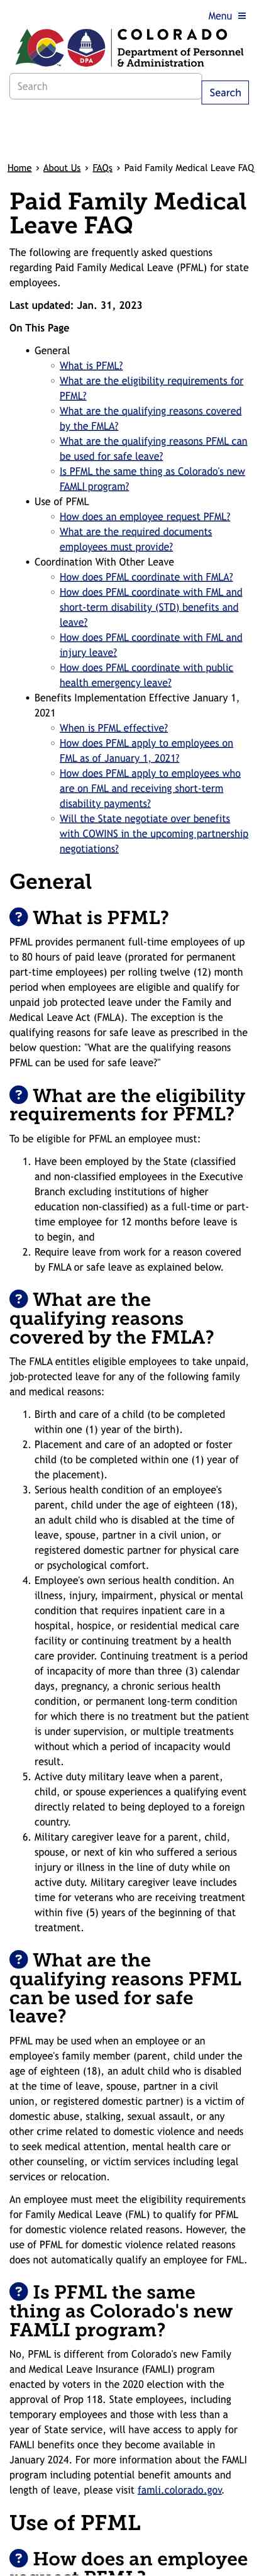 Menu ≡
COLORADO
Department of Personnel
& Administration
DPA
Search
Search
Home › About Us › FAQs › Paid Family Medical Leave FAQ
Paid Family Medical
Leave FAQ
The following are frequently asked questions
regarding Paid Family Medical Leave (PFML) for state
employees.
Last updated: Jan. 31, 2023
On This Page
• General
◦ What is PFML?
◦ What are the eligibility requirements for
PFML?
◦ What are the qualifying reasons covered
by the FMLA?
◦ What are the qualifying reasons PFML can
be used for safe leave?
◦ Is PFML the same thing as Colorado's new
FAMLI program?
• Use of PFML
◦ How does an employee request PFML?
◦ What are the required documents
employees must provide?
• Coordination With Other Leave
◦ How does PFML coordinate with FMLA?
◦ How does PFML coordinate with FML and
short-term disability (STD) benefits and
leave?
◦ How does PFML coordinate with FML and
injury leave?
◦ How does PFML coordinate with public
health emergency leave?
• Benefits Implementation Effective January 1,
2021
◦ When is PFML effective?
◦ How does PFML apply to employees on
FML as of January 1, 2021?
◦ How does PFML apply to employees who
are on FML and receiving short-term
disability payments?
◦ Will the State negotiate over benefits
with COWINS in the upcoming partnership
negotiations?
General
? What is PFML?
PFML provides permanent full-time employees of up
to 80 hours of paid leave (prorated for permanent
part-time employees) per rolling twelve (12) month
period when employees are eligible and qualify for
unpaid job protected leave under the Family and
Medical Leave Act (FMLA). The exception is the
qualifying reasons for safe leave as prescribed in the
below question: "What are the qualifying reasons
PFML can be used for safe leave?"
? What are the eligibility
requirements for PFML?
To be eligible for PFML an employee must:
1. Have been employed by the State (classified
and non-classified employees in the Executive
Branch excluding institutions of higher
education non-classified) as a full-time or part-
time employee for 12 months before leave is
to begin, and
2. Require leave from work for a reason covered
by FMLA or safe leave as explained below.
? What are the
qualifying reasons
covered by the FMLA?
The FMLA entitles eligible employees to take unpaid,
job-protected leave for any of the following family
and medical reasons:
1. Birth and care of a child (to be completed
within one (1) year of the birth).
2. Placement and care of an adopted or foster
child (to be completed within one (1) year of
the placement).
3. Serious health condition of an employee's
parent, child under the age of eighteen (18),
an adult child who is disabled at the time of
leave, spouse, partner in a civil union, or
registered domestic partner for physical care
or psychological comfort.
4. Employee's own serious health condition. An
illness, injury, impairment, physical or mental
condition that requires inpatient care in a
hospital, hospice, or residential medical care
facility or continuing treatment by a health
care provider. Continuing treatment is a period
of incapacity of more than three (3) calendar
days, pregnancy, a chronic serious health
condition, or permanent long-term condition
for which there is no treatment but the patient
is under supervision, or multiple treatments
without which a period of incapacity would
result.
5. Active duty military leave when a parent,
child, or spouse experiences a qualifying event
directly related to being deployed to a foreign
country.
6. Military caregiver leave for a parent, child,
spouse, or next of kin who suffered a serious
injury or illness in the line of duty while on
active duty. Military caregiver leave includes
time for veterans who are receiving treatment
within five (5) years of the beginning of that
treatment.
? What are the
qualifying reasons PFML
can be used for safe
leave?
PFML may be used when an employee or an
employee's family member (parent, child under the
age of eighteen (18), an adult child who is disabled
at the time of leave, spouse, partner in a civil
union, or registered domestic partner) is a victim of
domestic abuse, stalking, sexual assault, or any
other crime related to domestic violence and needs
to seek medical attention, mental health care or
other counseling, or victim services including legal
services or relocation.
An employee must meet the eligibility requirements
for Family Medical Leave (FML) to qualify for PFML
for domestic violence related reasons. However, the
use of PFML for domestic violence related reasons
does not automatically qualify an employee for FML.
? Is PFML the same
thing as Colorado's new
FAMLI program?
No, PFML is different from Colorado's new Family
and Medical Leave Insurance (FAMLI) program
enacted by voters in the 2020 election with the
approval of Prop 118. State employees, including
temporary employees and those with less than a
year of State service, will have access to apply for
FAMLI benefits once they become available in
January 2024. For more information about the FAMLI
program including potential benefit amounts and
length of leave, please visit famli.colorado.gov.
Use of PFML
? How does an employee
request PFML?